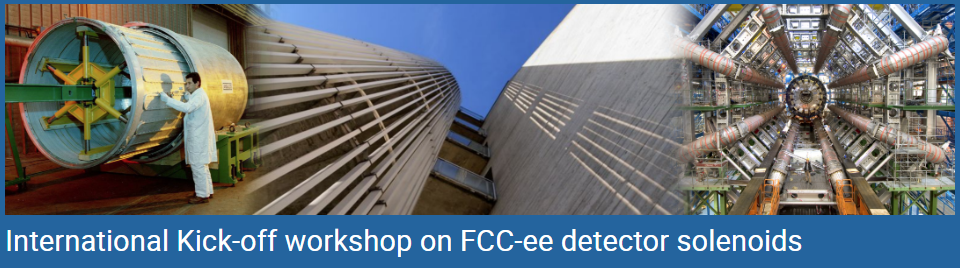 International Kick-off workshop on FCC-ee detector solenoids